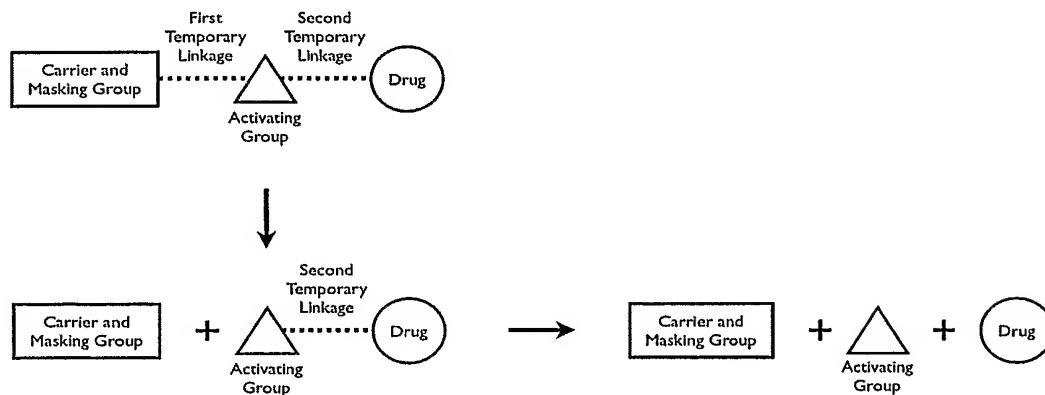 First
Temporary
Linkage
Second
Temporary
Linkage
Carrier and
Masking Group
Drug
Activating
Group
Second
Temporary
Linkage
Carrier and
Masking Group
+
Drug
Activating
Group
Carrier and
Masking Group
+
+
Drug
Activating
Group